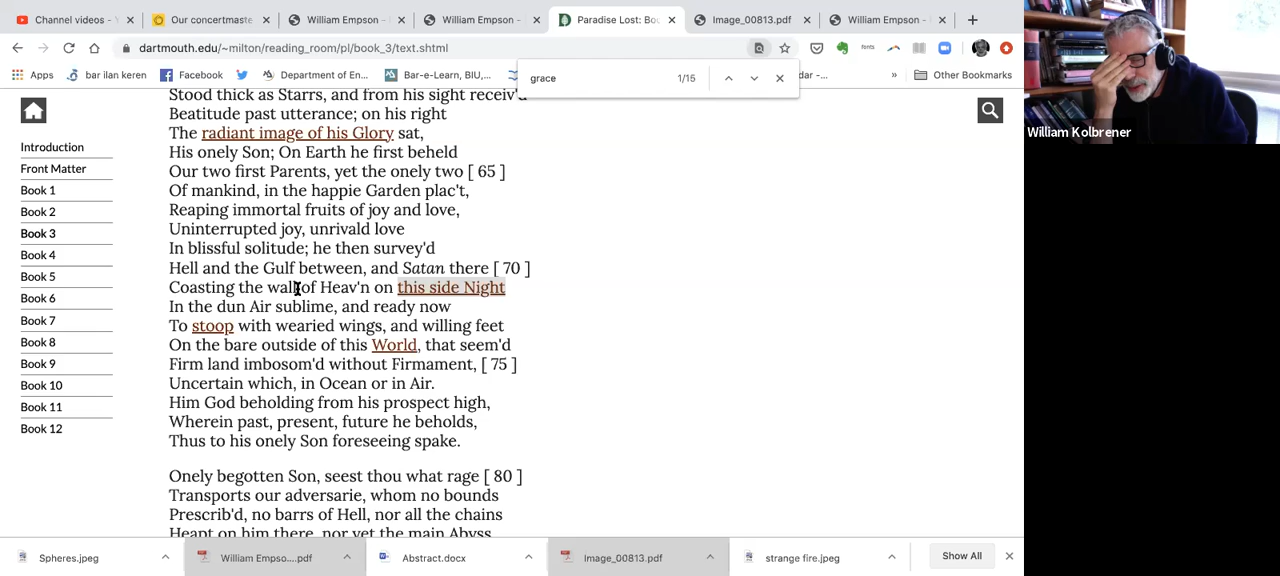 Channel videos - Y
Our concertmaste
William Empson -
William Empson -
Paradise Lost: Bo
Image_00813.pdf
William Empson -
dartmouth.edu/~milton/reading_room/pl/book_3/text.shtml
fonts
Apps
bar ilan keren
Facebook
Department of En...
Bar-e-Learn, BIU,...
dar -...
»
Other Bookmarks
grace
1/15
William Kolbrener
Introduction
Front Matter
Book 1
Book 2
Book 3
Book 4
Book 5
Book 6
Book 7
Book 8
Book 9
Book 10
Book 11
Book 12
Stood thick as Starrs, and from his sight receiv'd
Beatitude past utterance; on his right
The radiant image of his Glory sat,
His onely Son; On Earth he first beheld
Our two first Parents, yet the onely two [ 65 ]
Of mankind, in the happie Garden plac't,
Reaping immortal fruits of joy and love,
Uninterrupted joy, unrivald love
In blissful solitude; he then survey'd
Hell and the Gulf between, and Satan there [ 70 ]
Coasting the wall of Heav'n on this side Night
In the dun Air sublime, and ready now
To stoop with wearied wings, and willing feet
On the bare outside of this World, that seem'd
Firm land imbosom'd without Firmament, [ 75 ]
Uncertain which, in Ocean or in Air.
Him God beholding from his prospect high,
Wherein past, present, future he beholds,
Thus to his onely Son foreseeing spake.
Onely begotten Son, seest thou what rage [ 80 ]
Transports our adversarie, whom no bounds
Prescrib'd, no barrs of Hell, nor all the chains
Heapt on him there, nor yet the main Abyss
Spheres.jpeg
William Empso....pdf
Abstract.docx
Image_00813.pdf
strange fire.jpeg
Show All